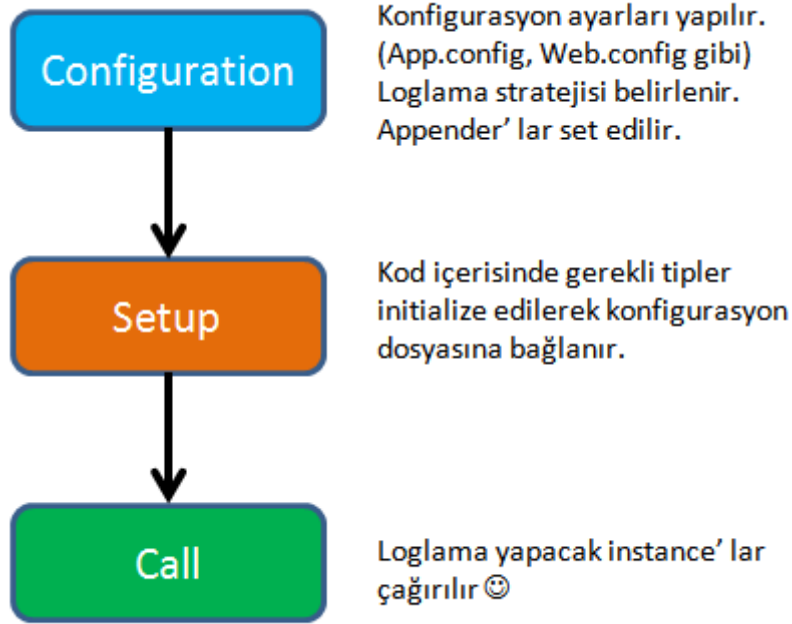 Configuration
Konfigurasyon ayarları yapılır.
(App.config, Web.config gibi)
Loglama stratejisi belirlenir.
Appender’ lar set edilir.
Setup
Kod içerisinde gerekli tipler
initialize edilerek konfigurasyon
dosyasına bağlanır.
Call
Loglama yapacak instance’ lar
çağırılır ☺